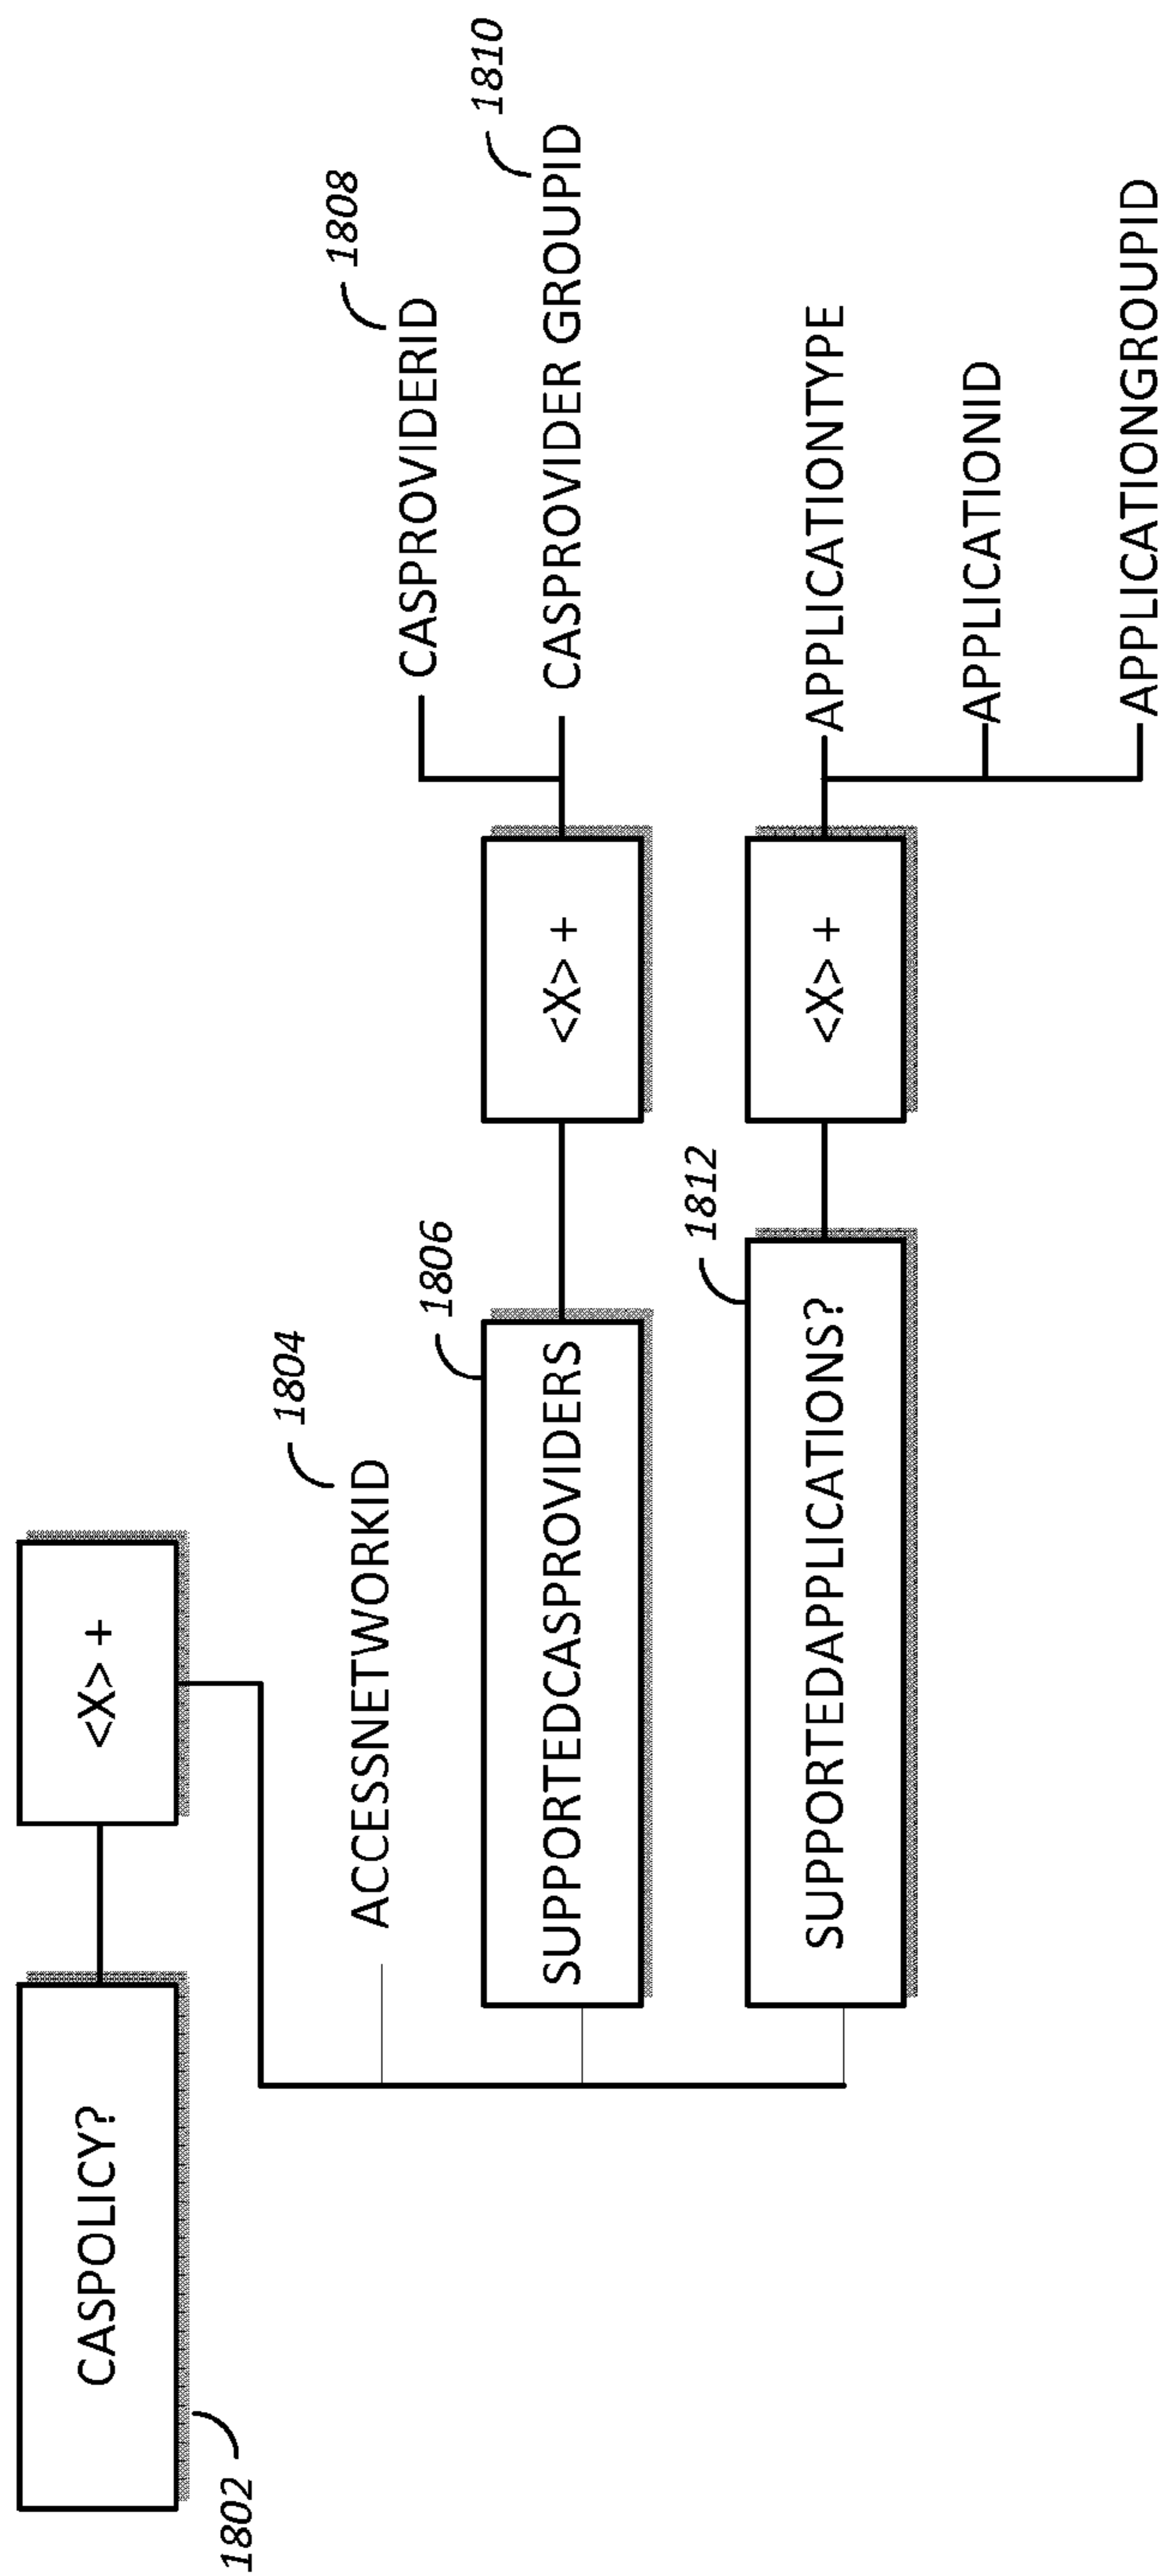 CASPOLICY?
1802
<X> +
ACCESSNETWORKID
1804
SUPPORTEDCASPROVIDERS
1806
<X> +
CASPROVIDERID
1808
CASPROVIDER GROUPID
1810
SUPPORTEDAPPLICATIONS?
1812
<X> +
APPLICATIONTYPE
APPLICATIONID
APPLICATIONGROUPID